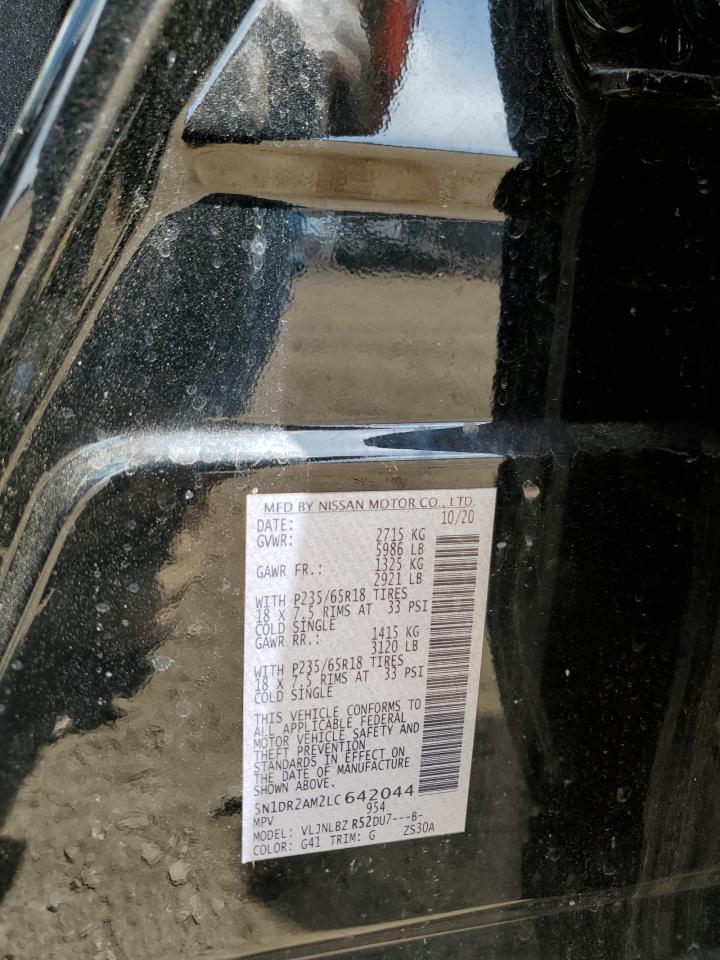 MFD BY NISSAN MOTOR CO., LTD.
DATE: 10/20
GVWR: 2715 KG
5986 LB
GAWR FR.: 1325 KG
2921 LB
WITH P235/65R18 TIRES
18 X 7.5 RIMS AT 33 PSI
COLD SINGLE
GAWR RR.: 1415 KG
3120 LB
WITH P235/65R18 TIRES
18 X 7.5 RIMS AT 33 PSI
COLD SINGLE
THIS VEHICLE CONFORMS TO
ALL APPLICABLE FEDERAL
MOTOR VEHICLE SAFETY AND
THEFT PREVENTION
STANDARDS IN EFFECT ON
THE DATE OF MANUFACTURE
SHOWN ABOVE.
5N1DR2AM2LC642044
MPV 954
MODEL: VLJNLBZ R52DU7---B-
COLOR: G41 TRIM: G ZS30A